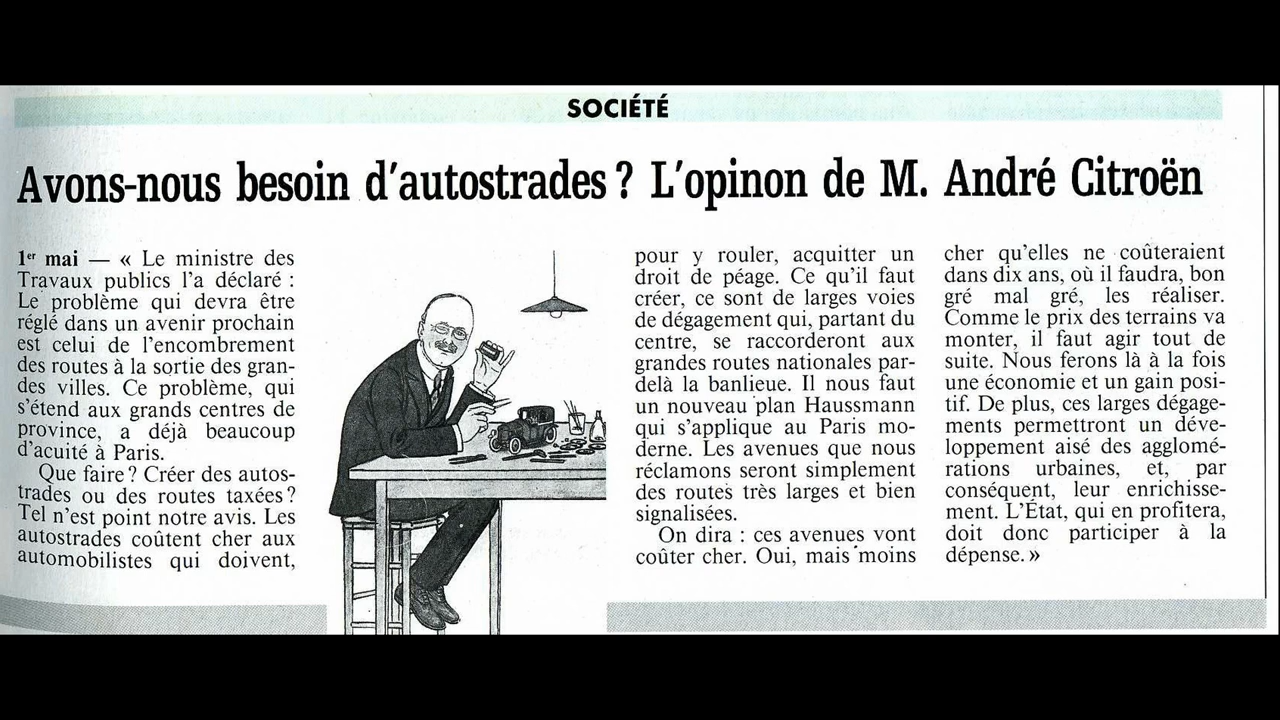 SOCIÉTÉ
Avons-nous besoin d'autostrades ? L'opinon de M. André Citroën
1er mai — « Le ministre des
Travaux publics l'a déclaré :
Le problème qui devra être
réglé dans un avenir prochain
est celui de l'encombrement
des routes à la sortie des gran-
des villes. Ce problème, qui
s'étend aux grands centres de
province, a déjà beaucoup
d'acuité à Paris.
Que faire ? Créer des autos-
trades ou des routes taxées ?
Tel n'est point notre avis. Les
autostrades coûtent cher aux
automobilistes qui doivent,
pour y rouler, acquitter un
droit de péage. Ce qu'il faut
créer, ce sont de larges voies
de dégagement qui, partant du
centre, se raccorderont aux
grandes routes nationales par-
delà la banlieue. Il nous faut
un nouveau plan Haussmann
qui s'applique au Paris mo-
derne. Les avenues que nous
réclamons seront simplement
des routes très larges et bien
signalisées.
On dira : ces avenues vont
coûter cher. Oui, mais moins
cher qu'elles ne coûteraient
dans dix ans, où il faudra, bon
gré mal gré, les réaliser.
Comme le prix des terrains va
monter, il faut agir tout de
suite. Nous ferons là à la fois
une économie et un gain posi-
tif. De plus, ces larges dégage-
ments permettront un déve-
loppement aisé des agglomé-
rations urbaines, et, par
conséquent, leur enrichisse-
ment. L'État, qui en profitera,
doit donc participer à la
dépense. »